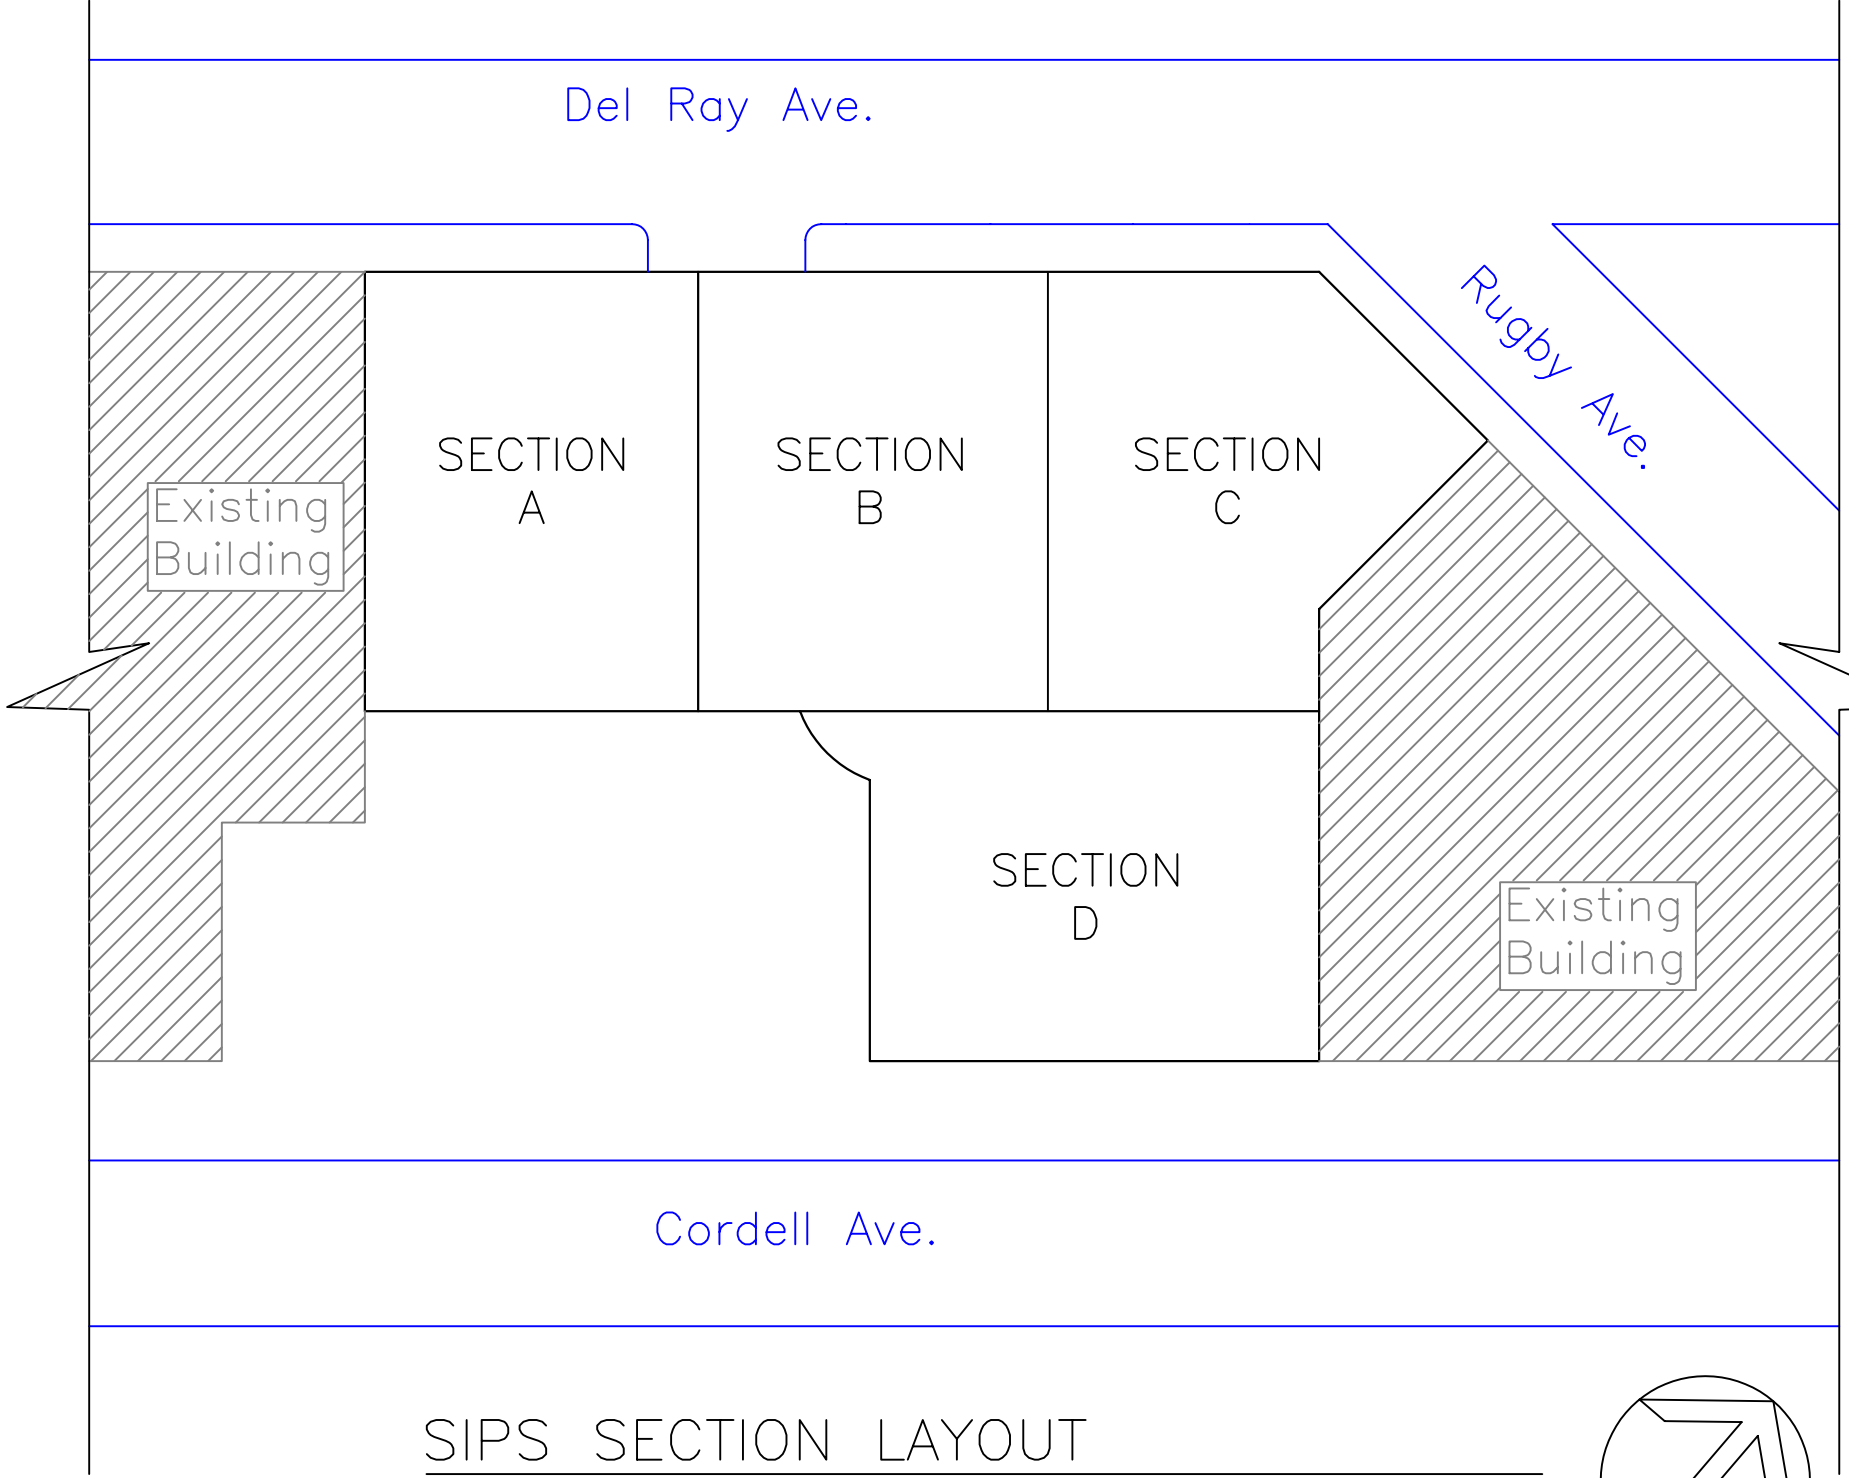 Del Ray Ave.
Rugby Ave.
SECTION
A
SECTION
B
SECTION
C
Existing
Building
SECTION
D
Existing
Building
Cordell Ave.
SIPS SECTION LAYOUT